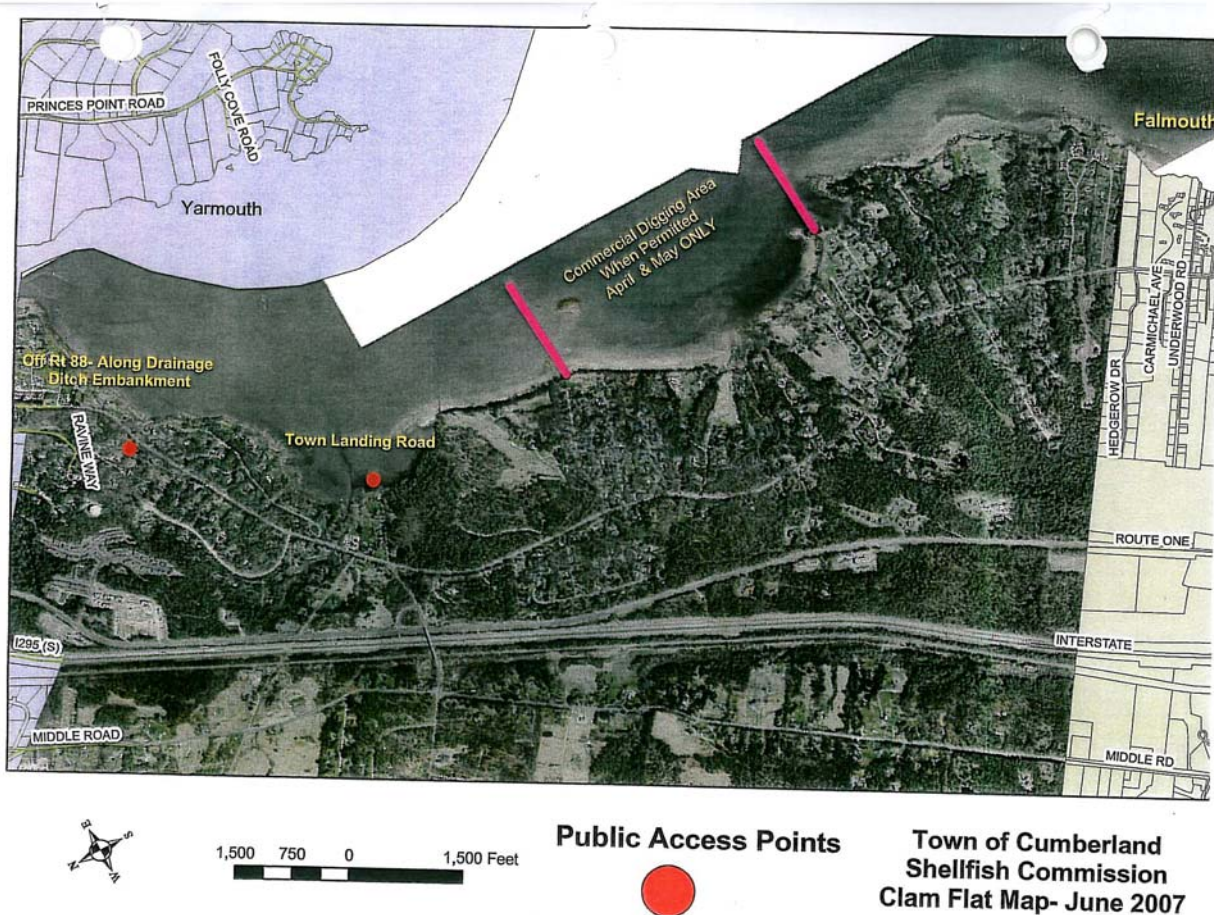 PRINCES POINT ROAD
FOLLY COVE ROAD
Yarmouth
Falmouth
Commercial Digging Area
When Permitted
April & May ONLY
Off Rt 88- Along Drainage
Ditch Embankment
RAVINE WAY
Town Landing Road
HEDGEROW DR
CARMICHAEL AVE
UNDERWOOD RD
ROUTE ONE
I295 (S)
INTERSTATE
MIDDLE ROAD
MIDDLE RD
N
E
S
W
1,500 750 0 1,500 Feet
Public Access Points
Town of Cumberland
Shellfish Commission
Clam Flat Map- June 2007